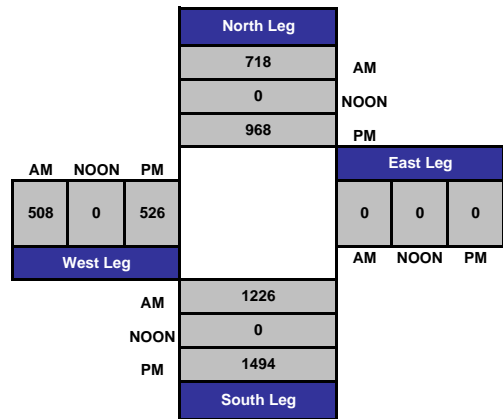 North Leg
718 AM
0 NOON
968 PM
AM NOON PM East Leg
508 0 526 0 0 0
West Leg AM NOON PM
AM 1226
NOON 0
PM 1494
South Leg